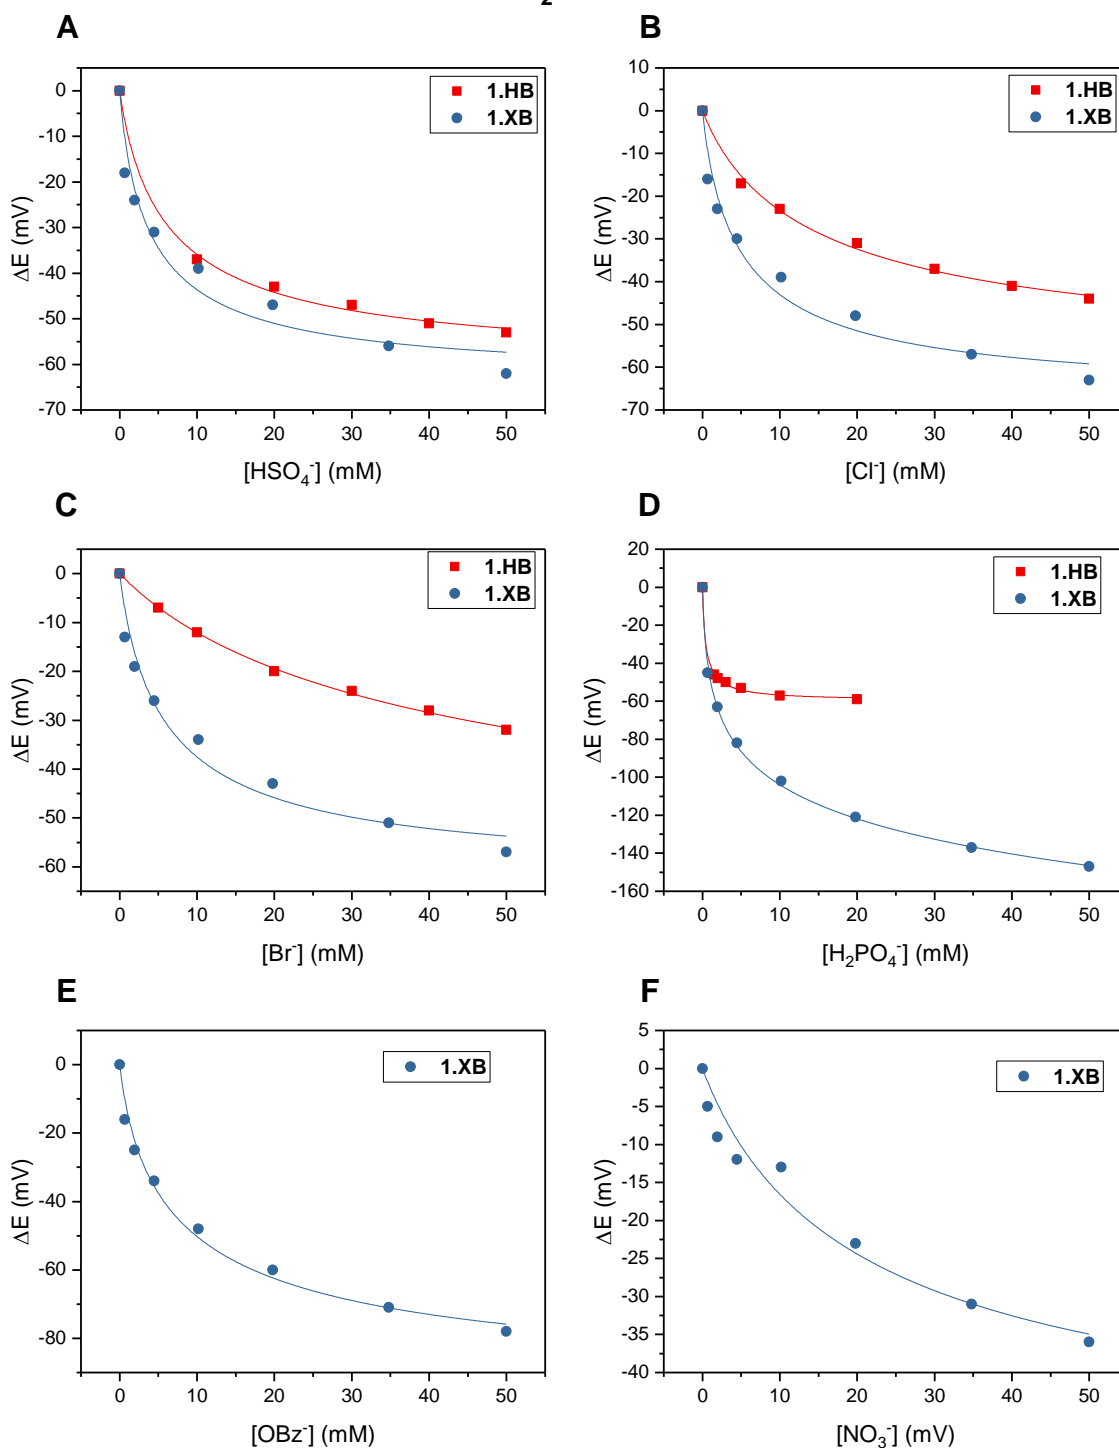 2
A
0
-10
-20
-30
-40
-50
-60
-70
ΔE (mV)
0 10 20 30 40 50
[HSO₄⁻] (mM)
1.HB
1.XB
B
10
0
-10
-20
-30
-40
-50
-60
-70
ΔE (mV)
0 10 20 30 40 50
[Cl⁻] (mM)
1.HB
1.XB
C
0
-10
-20
-30
-40
-50
-60
ΔE (mV)
0 10 20 30 40 50
[Br⁻] (mM)
1.HB
1.XB
D
20
0
-20
-40
-60
-80
-100
-120
-140
-160
ΔE (mV)
0 10 20 30 40 50
[H₂PO₄⁻] (mM)
1.HB
1.XB
E
0
-20
-40
-60
-80
ΔE (mV)
0 10 20 30 40 50
[OBz⁻] (mM)
1.XB
F
5
0
-5
-10
-15
-20
-25
-30
-35
-40
ΔE (mV)
0 10 20 30 40 50
[NO₃⁻] (mV)
1.XB